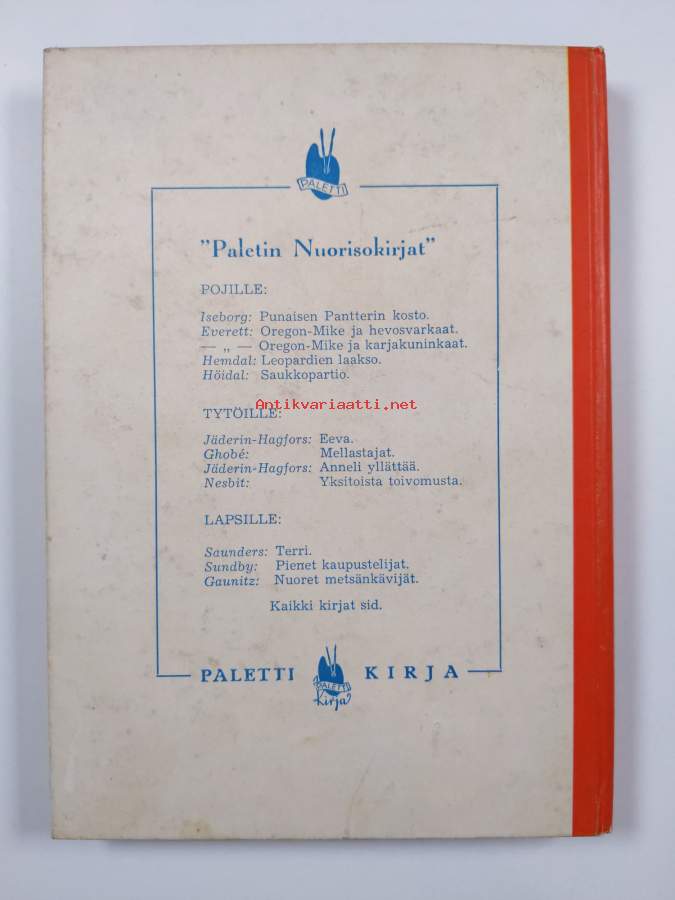 PALETTI
"Paletin Nuorisokirjat"
POJILLE:
Iseborg: Punaisen Pantterin kosto.
Everett: Oregon-Mike ja hevosvarkaat.
— „ — Oregon-Mike ja karjakuninkaat.
Hemdal: Leopardien laakso.
Höidal: Saukkopartio.
Antikvariaatti.net
TYTÖILLE:
Jäderin-Hagfors: Eeva.
Ghobé: Mellastajat.
Jäderin-Hagfors: Anneli yllättää.
Nesbit: Yksitoista toivomusta.
LAPSILLE:
Saunders: Terri.
Sundby: Pienet kaupustelijat.
Gaunitz: Nuoret metsänkävijät.
Kaikki kirjat sid.
PALETTI KIRJA
PALETTI
Kirja